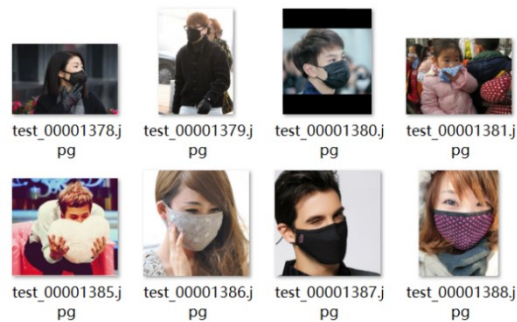 test_00001378.j
pg
test_00001379.j
pg
test_00001380.j
pg
test_00001381.j
pg
test_00001385.j
pg
test_00001386.j
pg
test_00001387.j
pg
test_00001388.j
pg